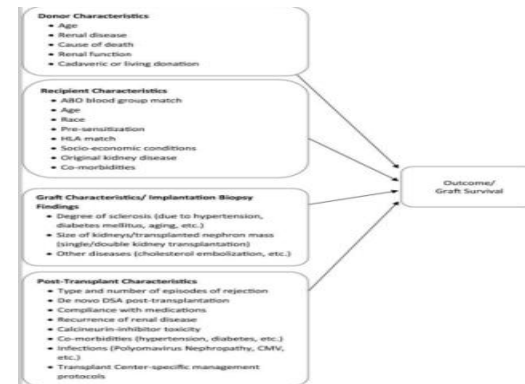 Donor Characteristics
• Age
• Renal disease
• Cause of death
• Renal function
• Cadaveric or living donation
Recipient Characteristics
• ABO blood group match
• Age
• Race
• Pre-sensitization
• HLA match
• Socio-economic conditions
• Original kidney disease
• Co-morbidities
Graft Characteristics/ Implantation Biopsy
Findings
• Degree of sclerosis (due to hypertension,
diabetes mellitus, aging, etc.)
• Size of kidneys/transplanted nephron mass
(single/double kidney transplantation)
• Other diseases (cholesterol embolization, etc.)
Post-Transplant Characteristics
• Type and number of episodes of rejection
• De novo DSA post-transplantation
• Compliance with medications
• Recurrence of renal disease
• Calcineurin-inhibitor toxicity
• Co-morbidities (hypertension, diabetes, etc.)
• Infections (Polyomavirus Nephropathy, CMV,
etc.)
• Transplant Center-spesific management
protocols
Outcome/
Graft Survival